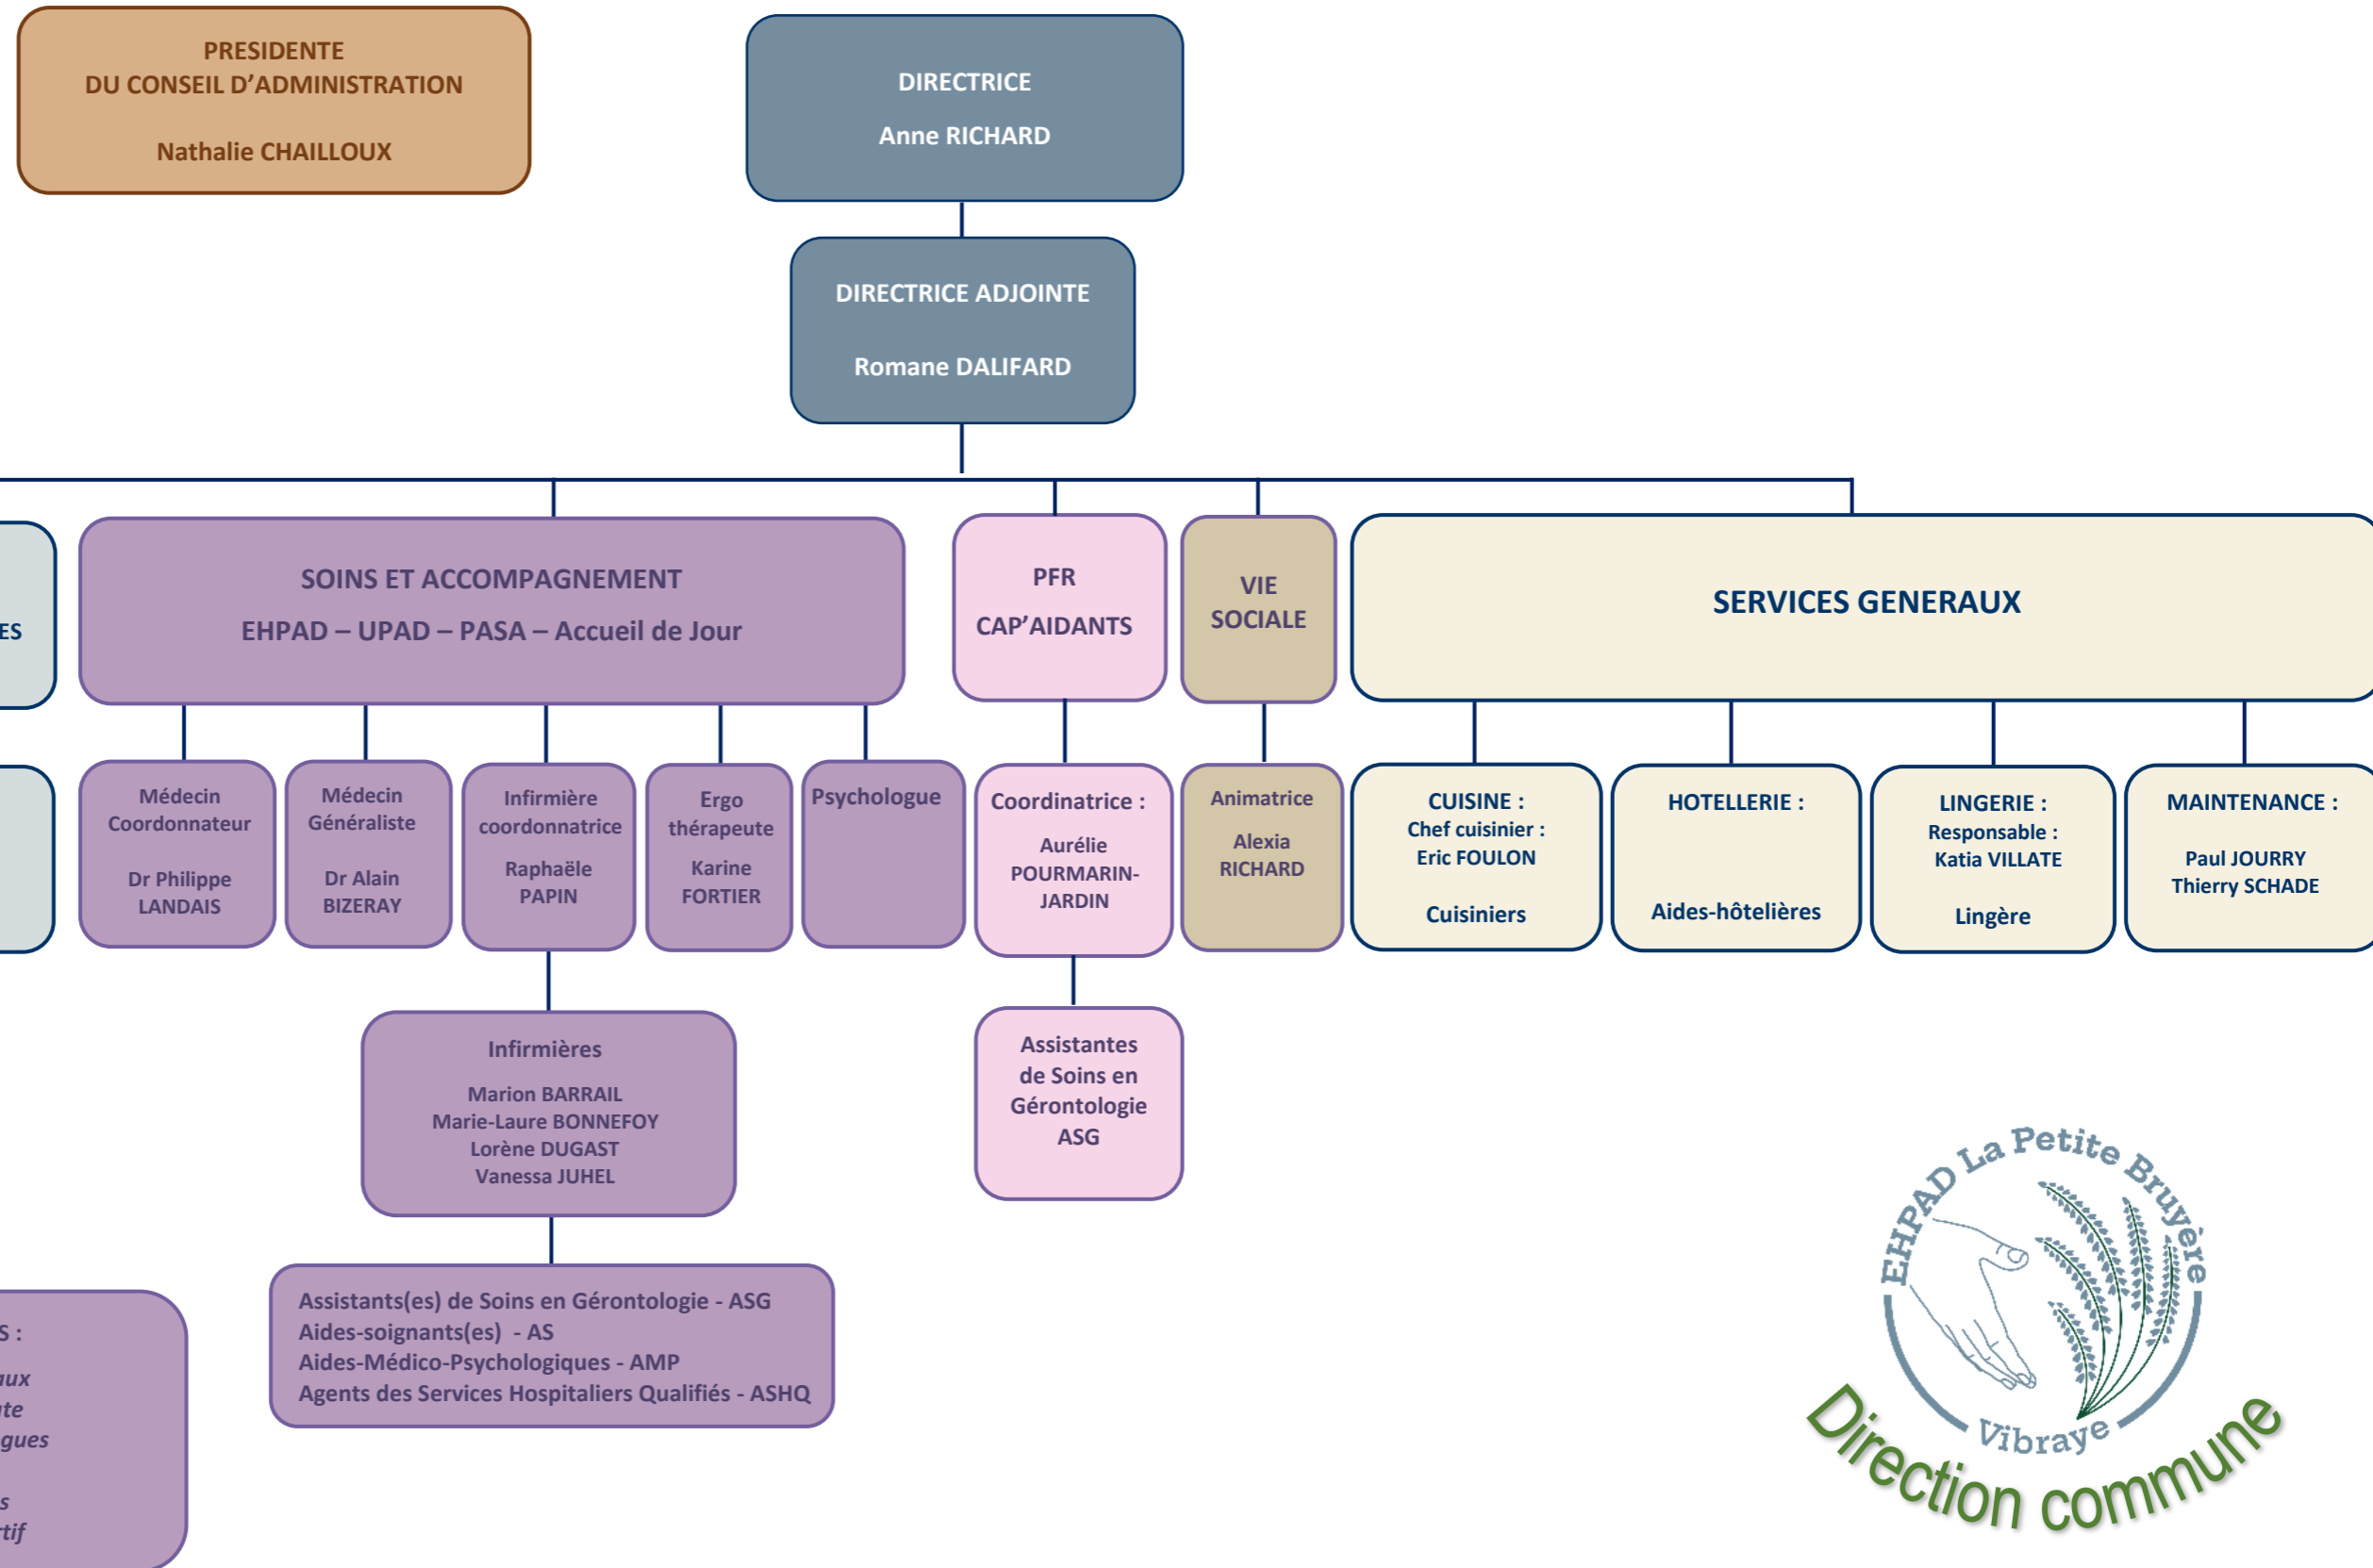 PRESIDENTE
DU CONSEIL D'ADMINISTRATION
Nathalie CHAILLOUX
DIRECTRICE
Anne RICHARD
DIRECTRICE ADJOINTE
Romane DALIFARD
ES
SOINS ET ACCOMPAGNEMENT
EHPAD – UPAD – PASA – Accueil de Jour
PFR
CAP'AIDANTS
VIE
SOCIALE
SERVICES GENERAUX
Médecin
Coordonnateur
Dr Philippe
LANDAIS
Médecin
Généraliste
Dr Alain
BIZERAY
Infirmière
coordonnatrice
Raphaële
PAPIN
Ergo
thérapeute
Karine
FORTIER
Psychologue
Coordinatrice :
Aurélie
POURMARIN-
JARDIN
Animatrice
Alexia
RICHARD
CUISINE :
Chef cuisinier :
Eric FOULON
Cuisiniers
HOTELLERIE :
Aides-hôtelières
LINGERIE :
Responsable :
Katia VILLATE
Lingère
MAINTENANCE :
Paul JOURRY
Thierry SCHADE
Infirmières
Marion BARRAIL
Marie-Laure BONNEFOY
Lorène DUGAST
Vanessa JUHEL
Assistantes
de Soins en
Gérontologie
ASG
Assistants(es) de Soins en Gérontologie - ASG
Aides-soignants(es) - AS
Aides-Médico-Psychologiques - AMP
Agents des Services Hospitaliers Qualifiés - ASHQ
S :
aux
te
gues
s
rtif
EHPAD La Petite Bruyère
Vibraye
Direction commune